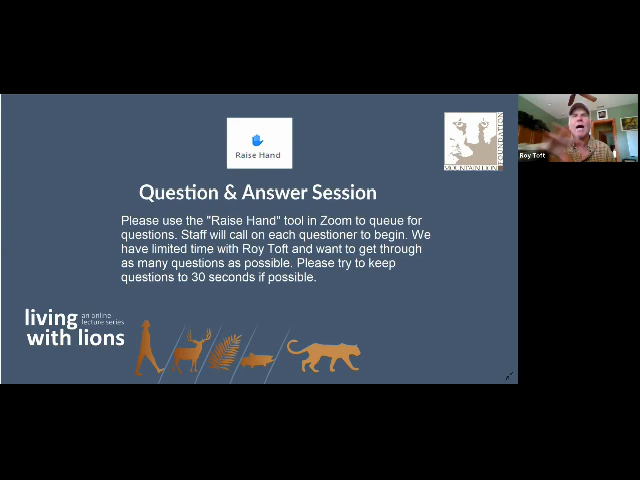 Raise Hand
MOUNTAIN LION
FOUNDATION
Roy Toft
Question & Answer Session
Please use the "Raise Hand" tool in Zoom to queue for
questions. Staff will call on each questioner to begin. We
have limited time with Roy Toft and want to get through
as many questions as possible. Please try to keep
questions to 30 seconds if possible.
living an online
lecture series
with lions